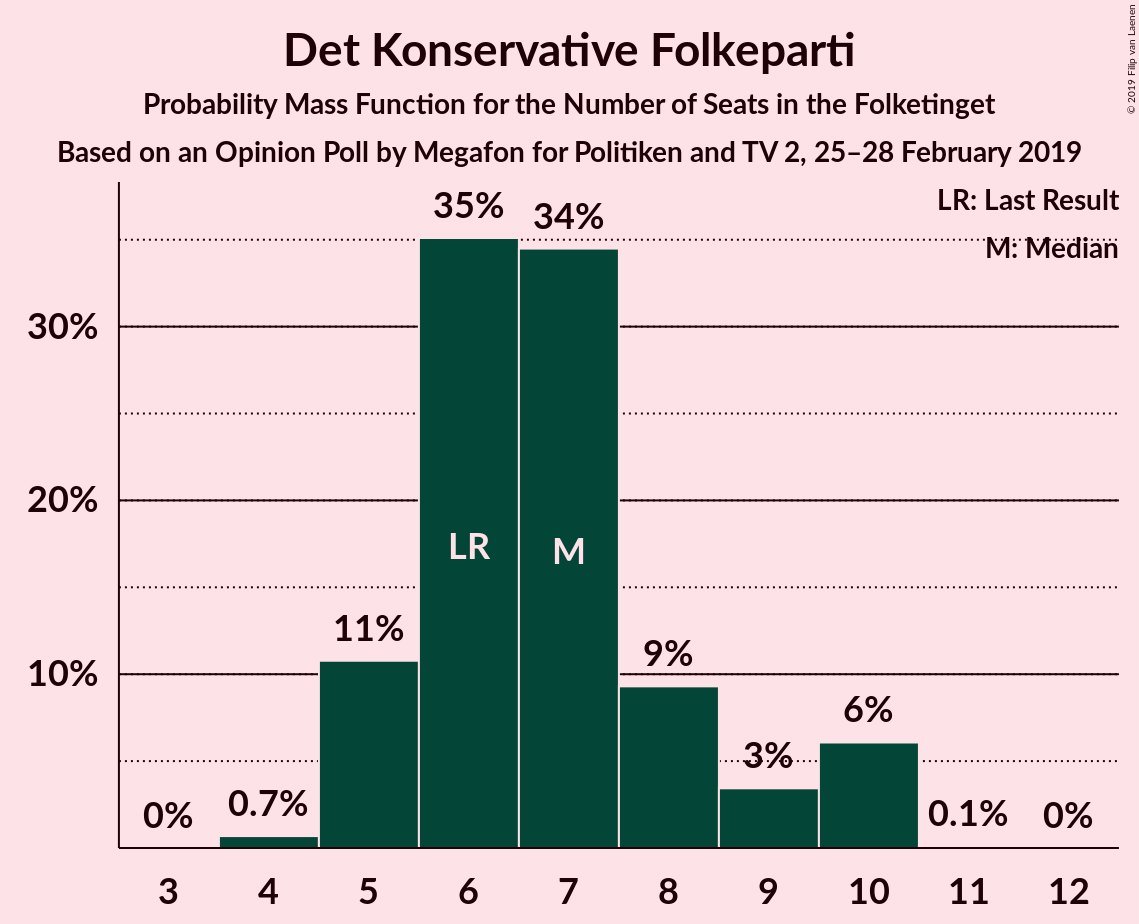 Det Konservative Folkeparti
Probability Mass Function for the Number of Seats in the Folketinget
Based on an Opinion Poll by Megafon for Politiken and TV 2, 25–28 February 2019
© 2019 Filip van Laenen
LR: Last Result
M: Median
35%
34%
30%
20%
LR
M
11%
10%
9%
6%
3%
0%
0.7%
0.1%
0%
3 4 5 6 7 8 9 10 11 12